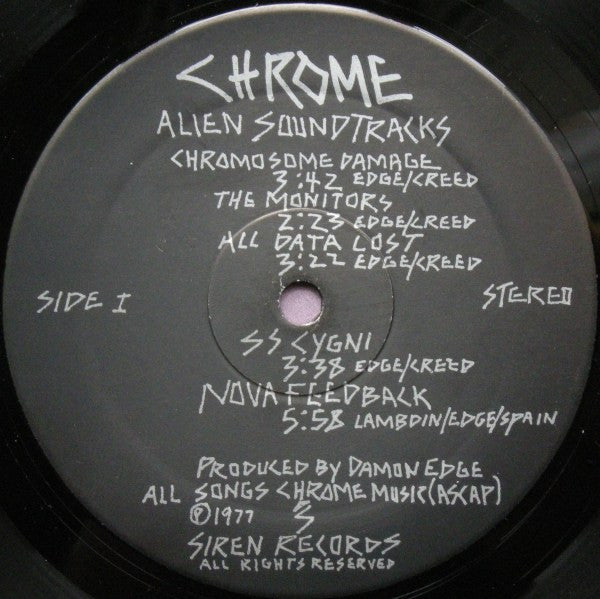 CHROME
ALIEN SOUNDTRACKS
CHROMOSOME DAMAGE
3:42 EDGE/CREED
THE MONITORS
2:23 EDGE/CREED
ALL DATA LOST
3:22 EDGE/CREED
SIDE I
STEREO
SS CYGNI
3:38 EDGE/CREED
NOVA FEEDBACK
5:58 LAMBDIN/EDGE/SPAIN
PRODUCED BY DAMON EDGE
ALL SONGS CHROME MUSIC (ASCAP)
℗1977 3
SIREN RECORDS
ALL RIGHTS RESERVED